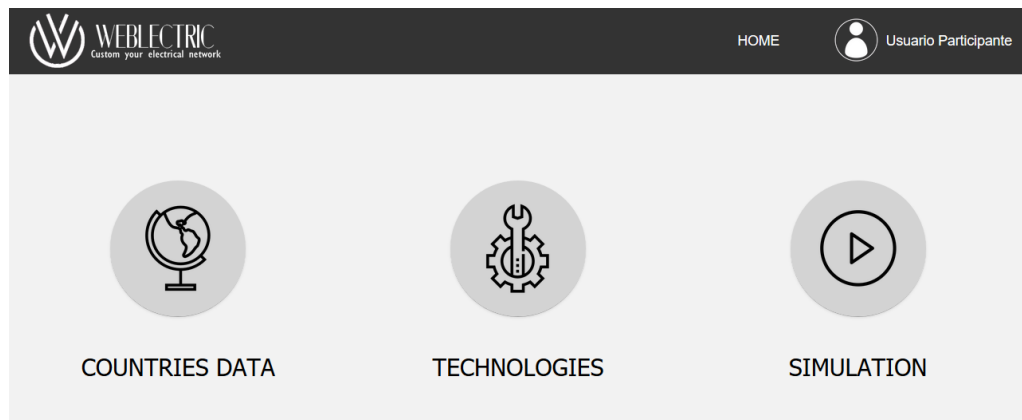 WEBLECTRIC
Custom your electrical network
HOME
Usuario Participante
COUNTRIES DATA
TECHNOLOGIES
SIMULATION